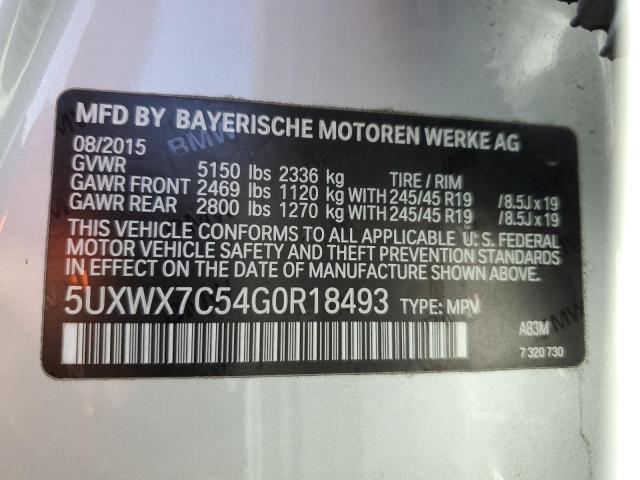 MFD BY BAYERISCHE MOTOREN WERKE AG
08/2015
GVWR 5150 lbs 2336 kg TIRE / RIM
GAWR FRONT 2469 lbs 1120 kg WITH 245/45 R19 /8.5J x 19
GAWR REAR 2800 lbs 1270 kg WITH 245/45 R19 /8.5J x 19
THIS VEHICLE CONFORMS TO ALL APPLICABLE U. S. FEDERAL
MOTOR VEHICLE SAFETY AND THEFT PREVENTION STANDARDS
IN EFFECT ON THE DATE OF MANUFACTURE SHOWN ABOVE.
5UXWX7C54G0R18493 TYPE: MPV
A83M
7 320 730